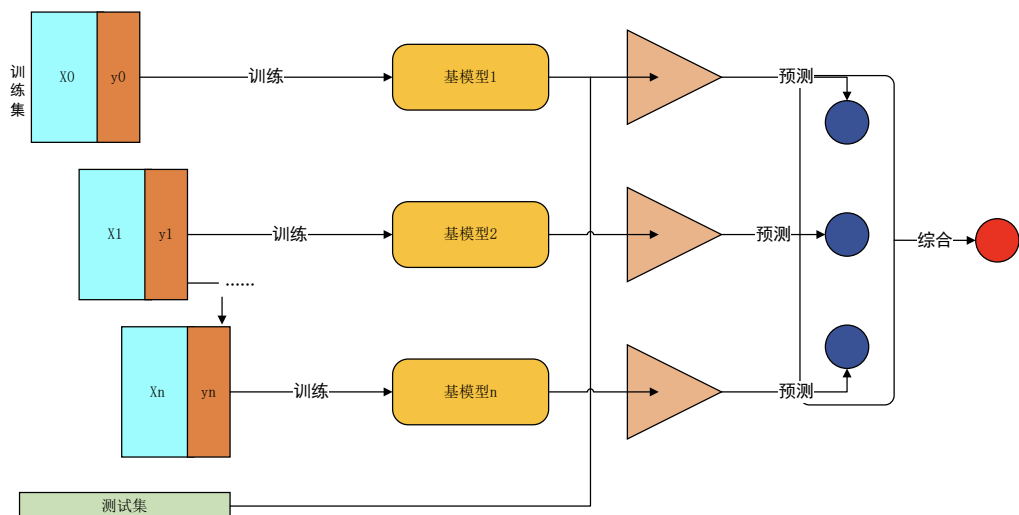 训练集
X0
y0
训练
基模型1
预测
X1
y1
训练
基模型2
预测
综合
......
Xn
yn
训练
基模型n
预测
测试集